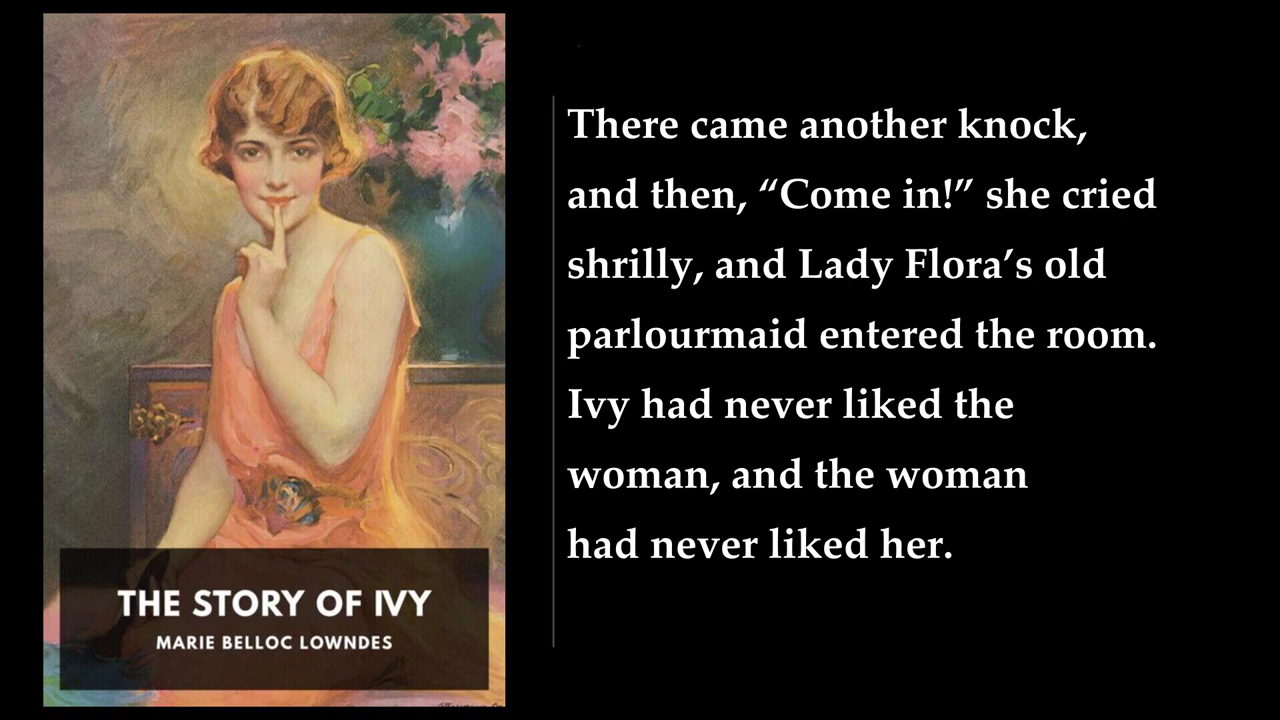 There came another knock,
and then, “Come in!” she cried
shrilly, and Lady Flora’s old
parlourmaid entered the room.
Ivy had never liked the
woman, and the woman
had never liked her.
THE STORY OF IVY
MARIE BELLOC LOWNDES